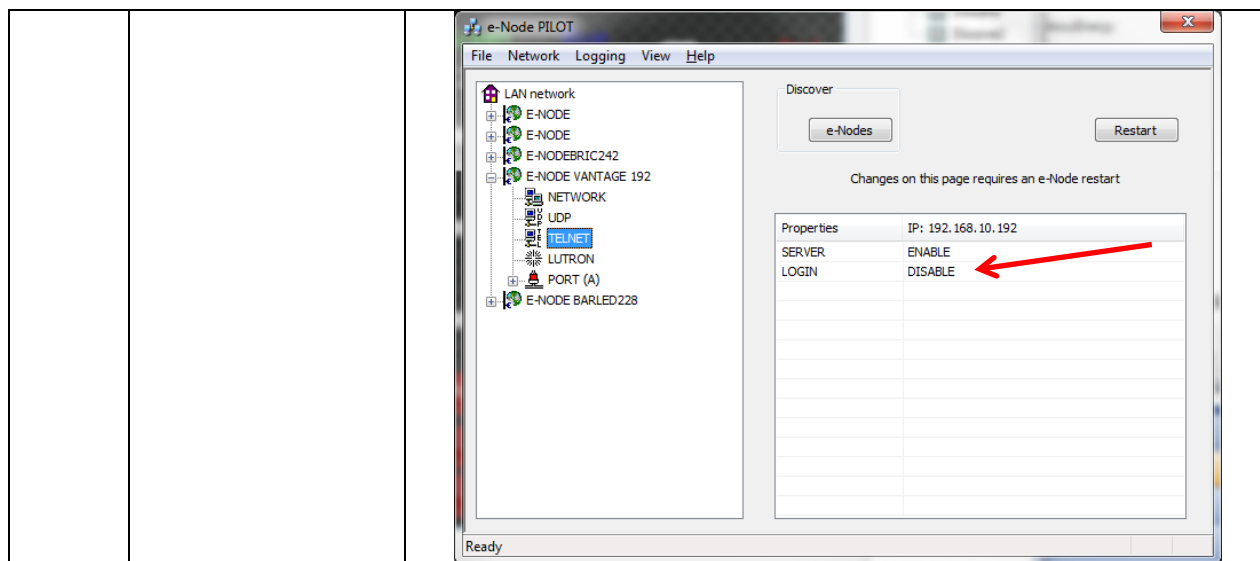 e-Node PILOT
File Network Logging View Help
LAN network
E-NODE
E-NODE
E-NODEBRIC242
E-NODE VANTAGE 192
NETWORK
UDP
TELNET
LUTRON
PORT (A)
E-NODE BARLED228
Discover
e-Nodes
Restart
Changes on this page requires an e-Node restart
Properties IP: 192.168.10.192
SERVER ENABLE
LOGIN DISABLE
Ready